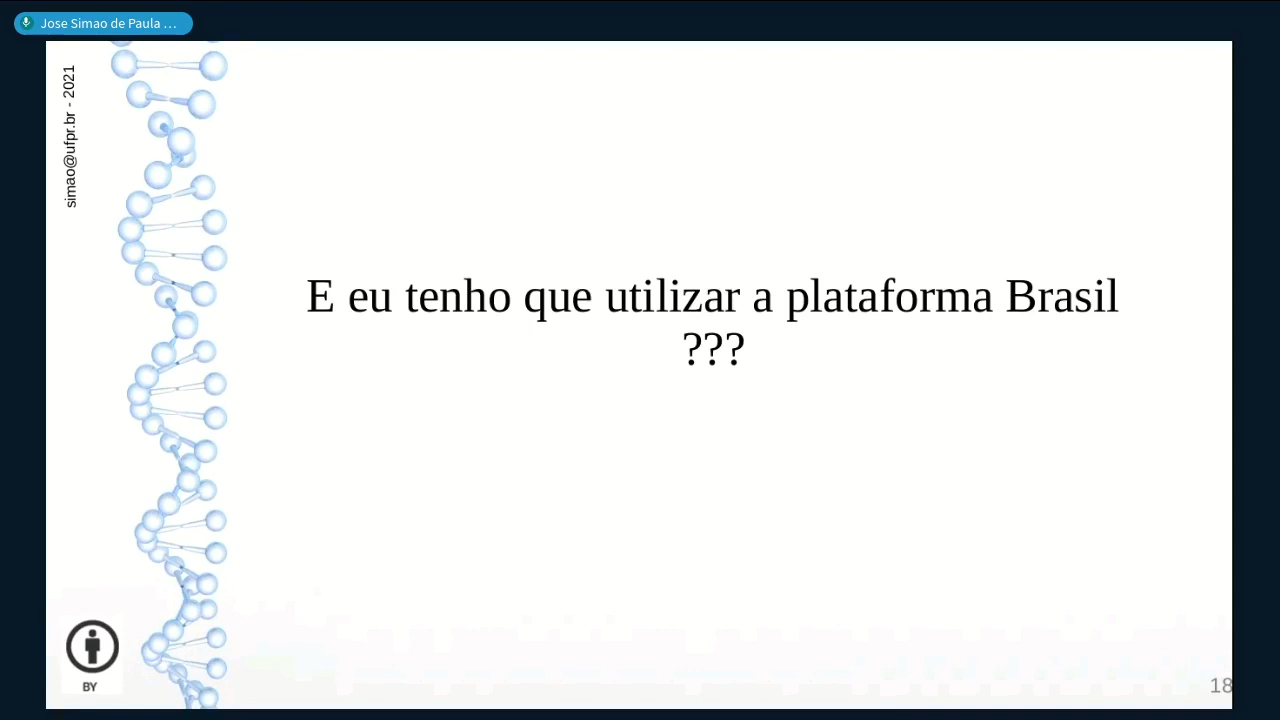 Jose Simao de Paula ...
simao@ufpr.br - 2021
E eu tenho que utilizar a plataforma Brasil
???
BY
18